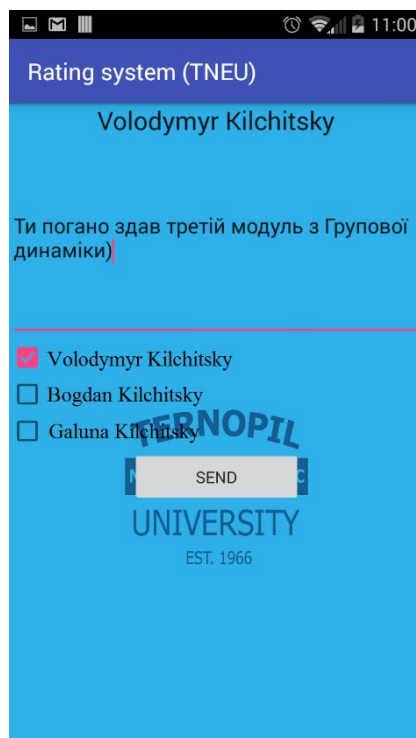 11:00
Rating system (TNEU)
Volodymyr Kilchitsky
Ти погано здав третій модуль з Групової
динаміки)
Volodymyr Kilchitsky
Bogdan Kilchitsky
Galuna Kilchitsky
TERNOPIL
SEND
UNIVERSITY
EST. 1966